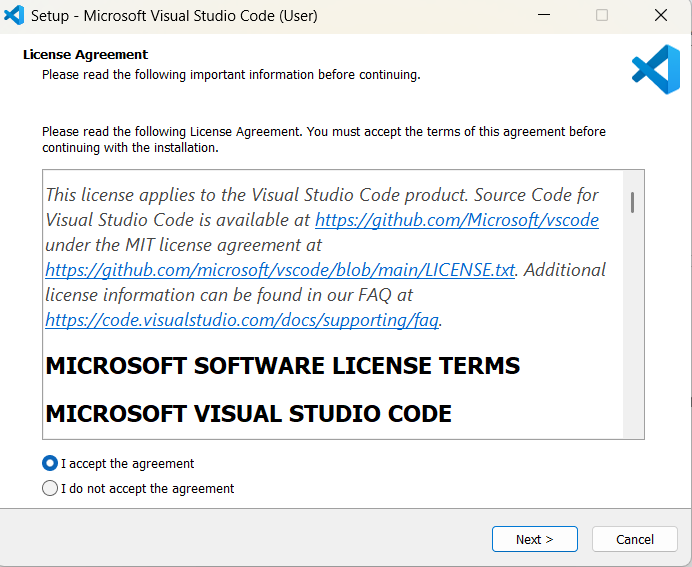 Setup - Microsoft Visual Studio Code (User)
License Agreement
Please read the following important information before continuing.
Please read the following License Agreement. You must accept the terms of this agreement before
continuing with the installation.
This license applies to the Visual Studio Code product. Source Code for
Visual Studio Code is available at https://github.com/Microsoft/vscode
under the MIT license agreement at
https://github.com/microsoft/vscode/blob/main/LICENSE.txt. Additional
license information can be found in our FAQ at
https://code.visualstudio.com/docs/supporting/faq.
MICROSOFT SOFTWARE LICENSE TERMS
MICROSOFT VISUAL STUDIO CODE
I accept the agreement
I do not accept the agreement
Next >
Cancel